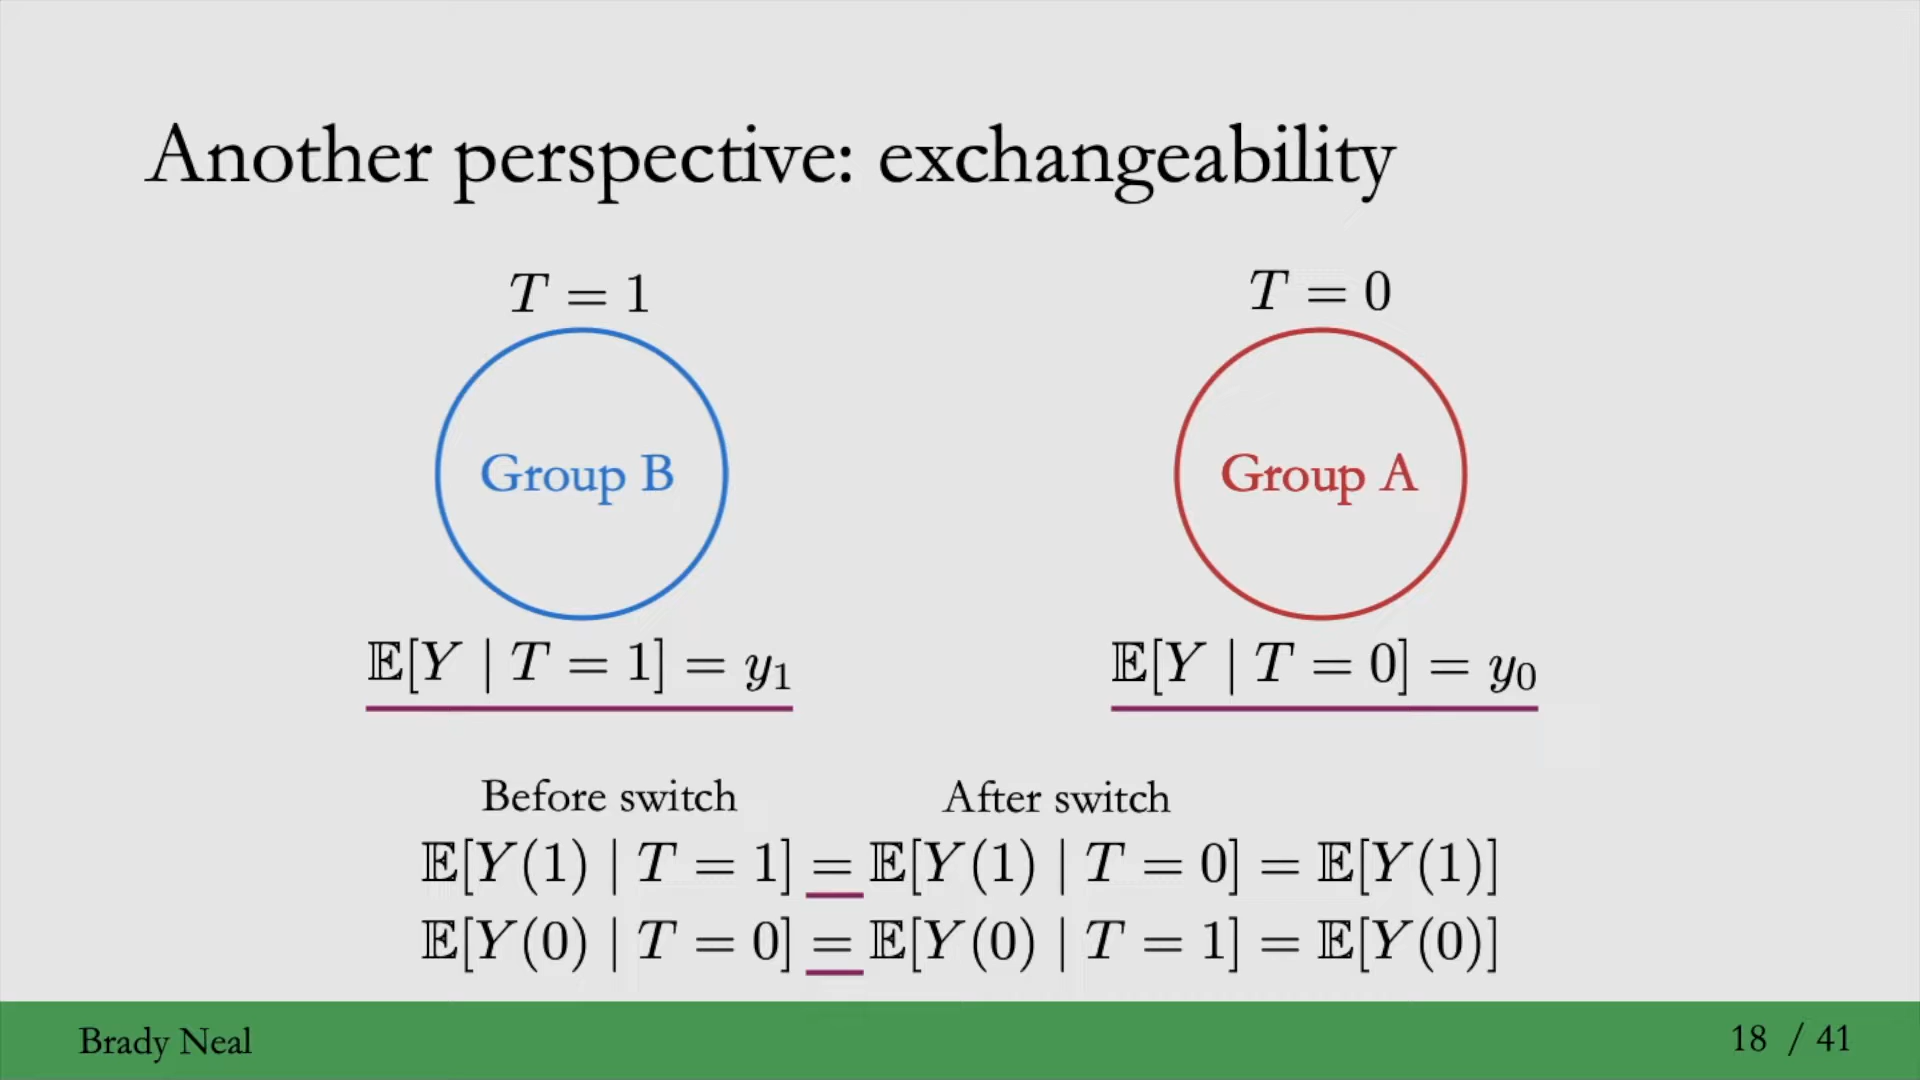 Another perspective: exchangeability
T = 1
T = 0
Group B
Group A
𝔼[Y | T = 1] = y₁
𝔼[Y | T = 0] = y₀
Before switch
After switch
𝔼[Y(1) | T = 1] = 𝔼[Y(1) | T = 0] = 𝔼[Y(1)]
𝔼[Y(0) | T = 0] = 𝔼[Y(0) | T = 1] = 𝔼[Y(0)]
Brady Neal
18 / 41